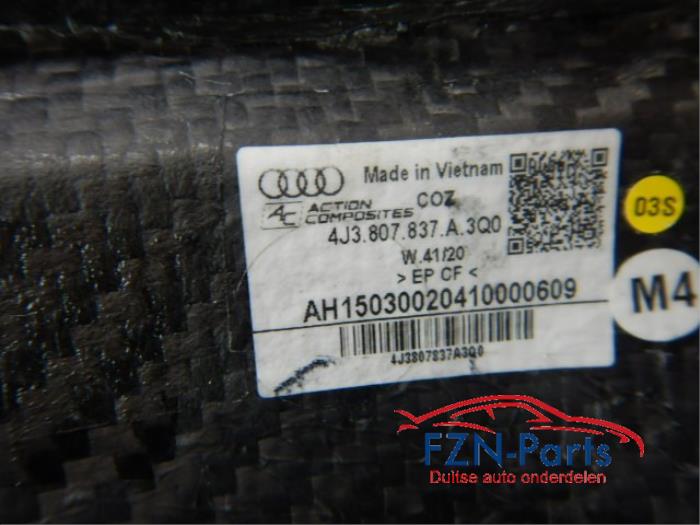 Made in Vietnam
AC ACTION COMPOSITES COZ
4J3.807.837.A.3Q0
W.41/20
> EP CF <
AH15030020410000609
4J3807837A3Q0
03S
M4
FZN-Parts
Duitse auto onderdelen